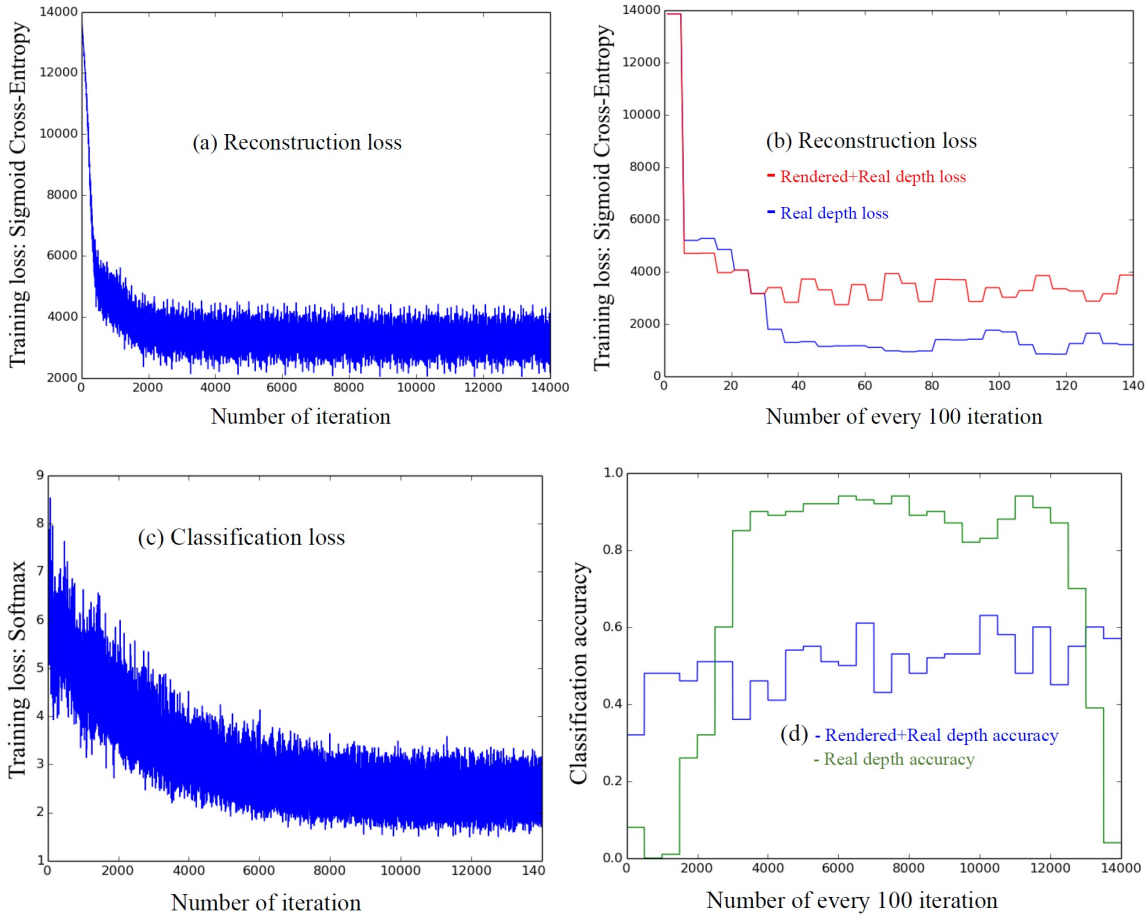 14000
12000
10000
8000
6000
4000
2000
0 2000 4000 6000 8000 10000 12000 14000
Training loss: Sigmoid Cross-Entropy
(a) Reconstruction loss
Number of iteration
14000
12000
10000
8000
6000
4000
2000
0
0 20 40 60 80 100 120 140
Training loss: Sigmoid Cross-Entropy
(b) Reconstruction loss
Rendered+Real depth loss
Real depth loss
Number of every 100 iteration
9
8
7
6
5
4
3
2
1
0 2000 4000 6000 8000 10000 12000 140
Training loss: Softmax
(c) Classification loss
Number of iteration
1.0
0.8
0.6
0.4
0.2
0.0
0 2000 4000 6000 8000 10000 12000 14000
Classification accuracy
(d) - Rendered+Real depth accuracy
- Real depth accuracy
Number of every 100 iteration